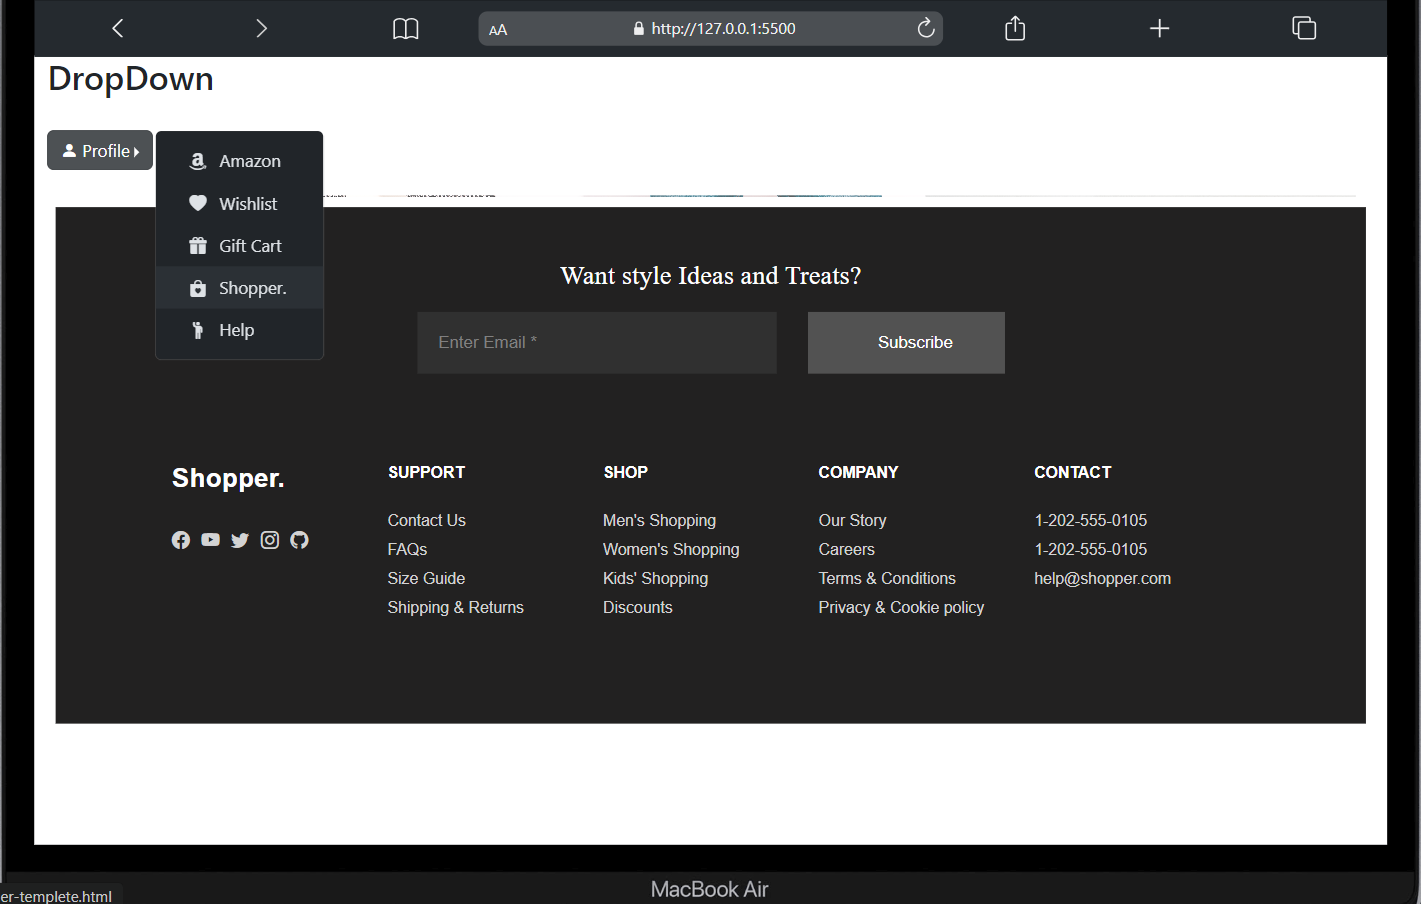 AA http://127.0.0.1:5500
DropDown
Profile
Amazon
Wishlist
Gift Cart
Shopper.
Help
Want style Ideas and Treats?
Enter Email * Subscribe
Shopper.
SUPPORT
Contact Us
FAQs
Size Guide
Shipping & Returns
SHOP
Men's Shopping
Women's Shopping
Kids' Shopping
Discounts
COMPANY
Our Story
Careers
Terms & Conditions
Privacy & Cookie policy
CONTACT
1-202-555-0105
1-202-555-0105
help@shopper.com
MacBook Air
er-templete.html